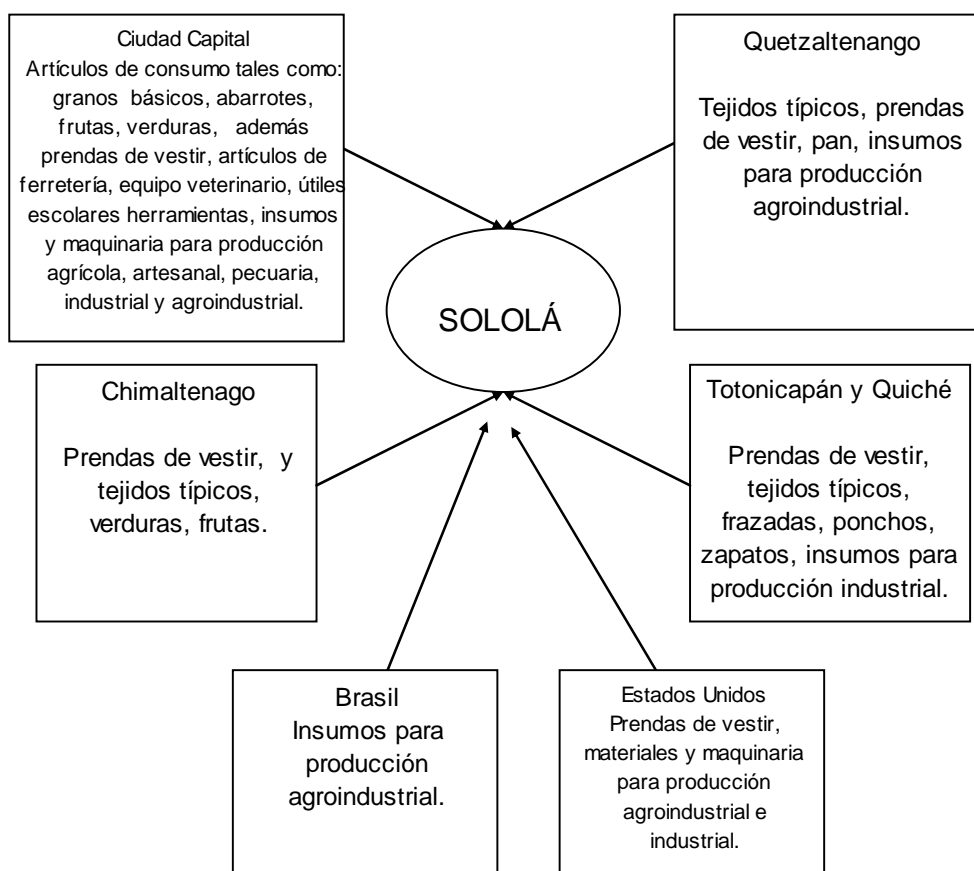 Ciudad Capital
Artículos de consumo tales como:
granos básicos, abarrotes,
frutas, verduras, además
prendas de vestir, artículos de
ferretería, equipo veterinario, útiles
escolares herramientas, insumos
y maquinaria para producción
agrícola, artesanal, pecuaria,
industrial y agroindustrial.
Quetzaltenango
Tejidos típicos, prendas
de vestir, pan, insumos
para producción
agroindustrial.
SOLOLÁ
Chimaltenago
Prendas de vestir, y
tejidos típicos,
verduras, frutas.
Totonicapán y Quiché
Prendas de vestir,
tejidos típicos,
frazadas, ponchos,
zapatos, insumos para
producción industrial.
Brasil
Insumos para
producción
agroindustrial.
Estados Unidos
Prendas de vestir,
materiales y maquinaria
para producción
agroindustrial e
industrial.